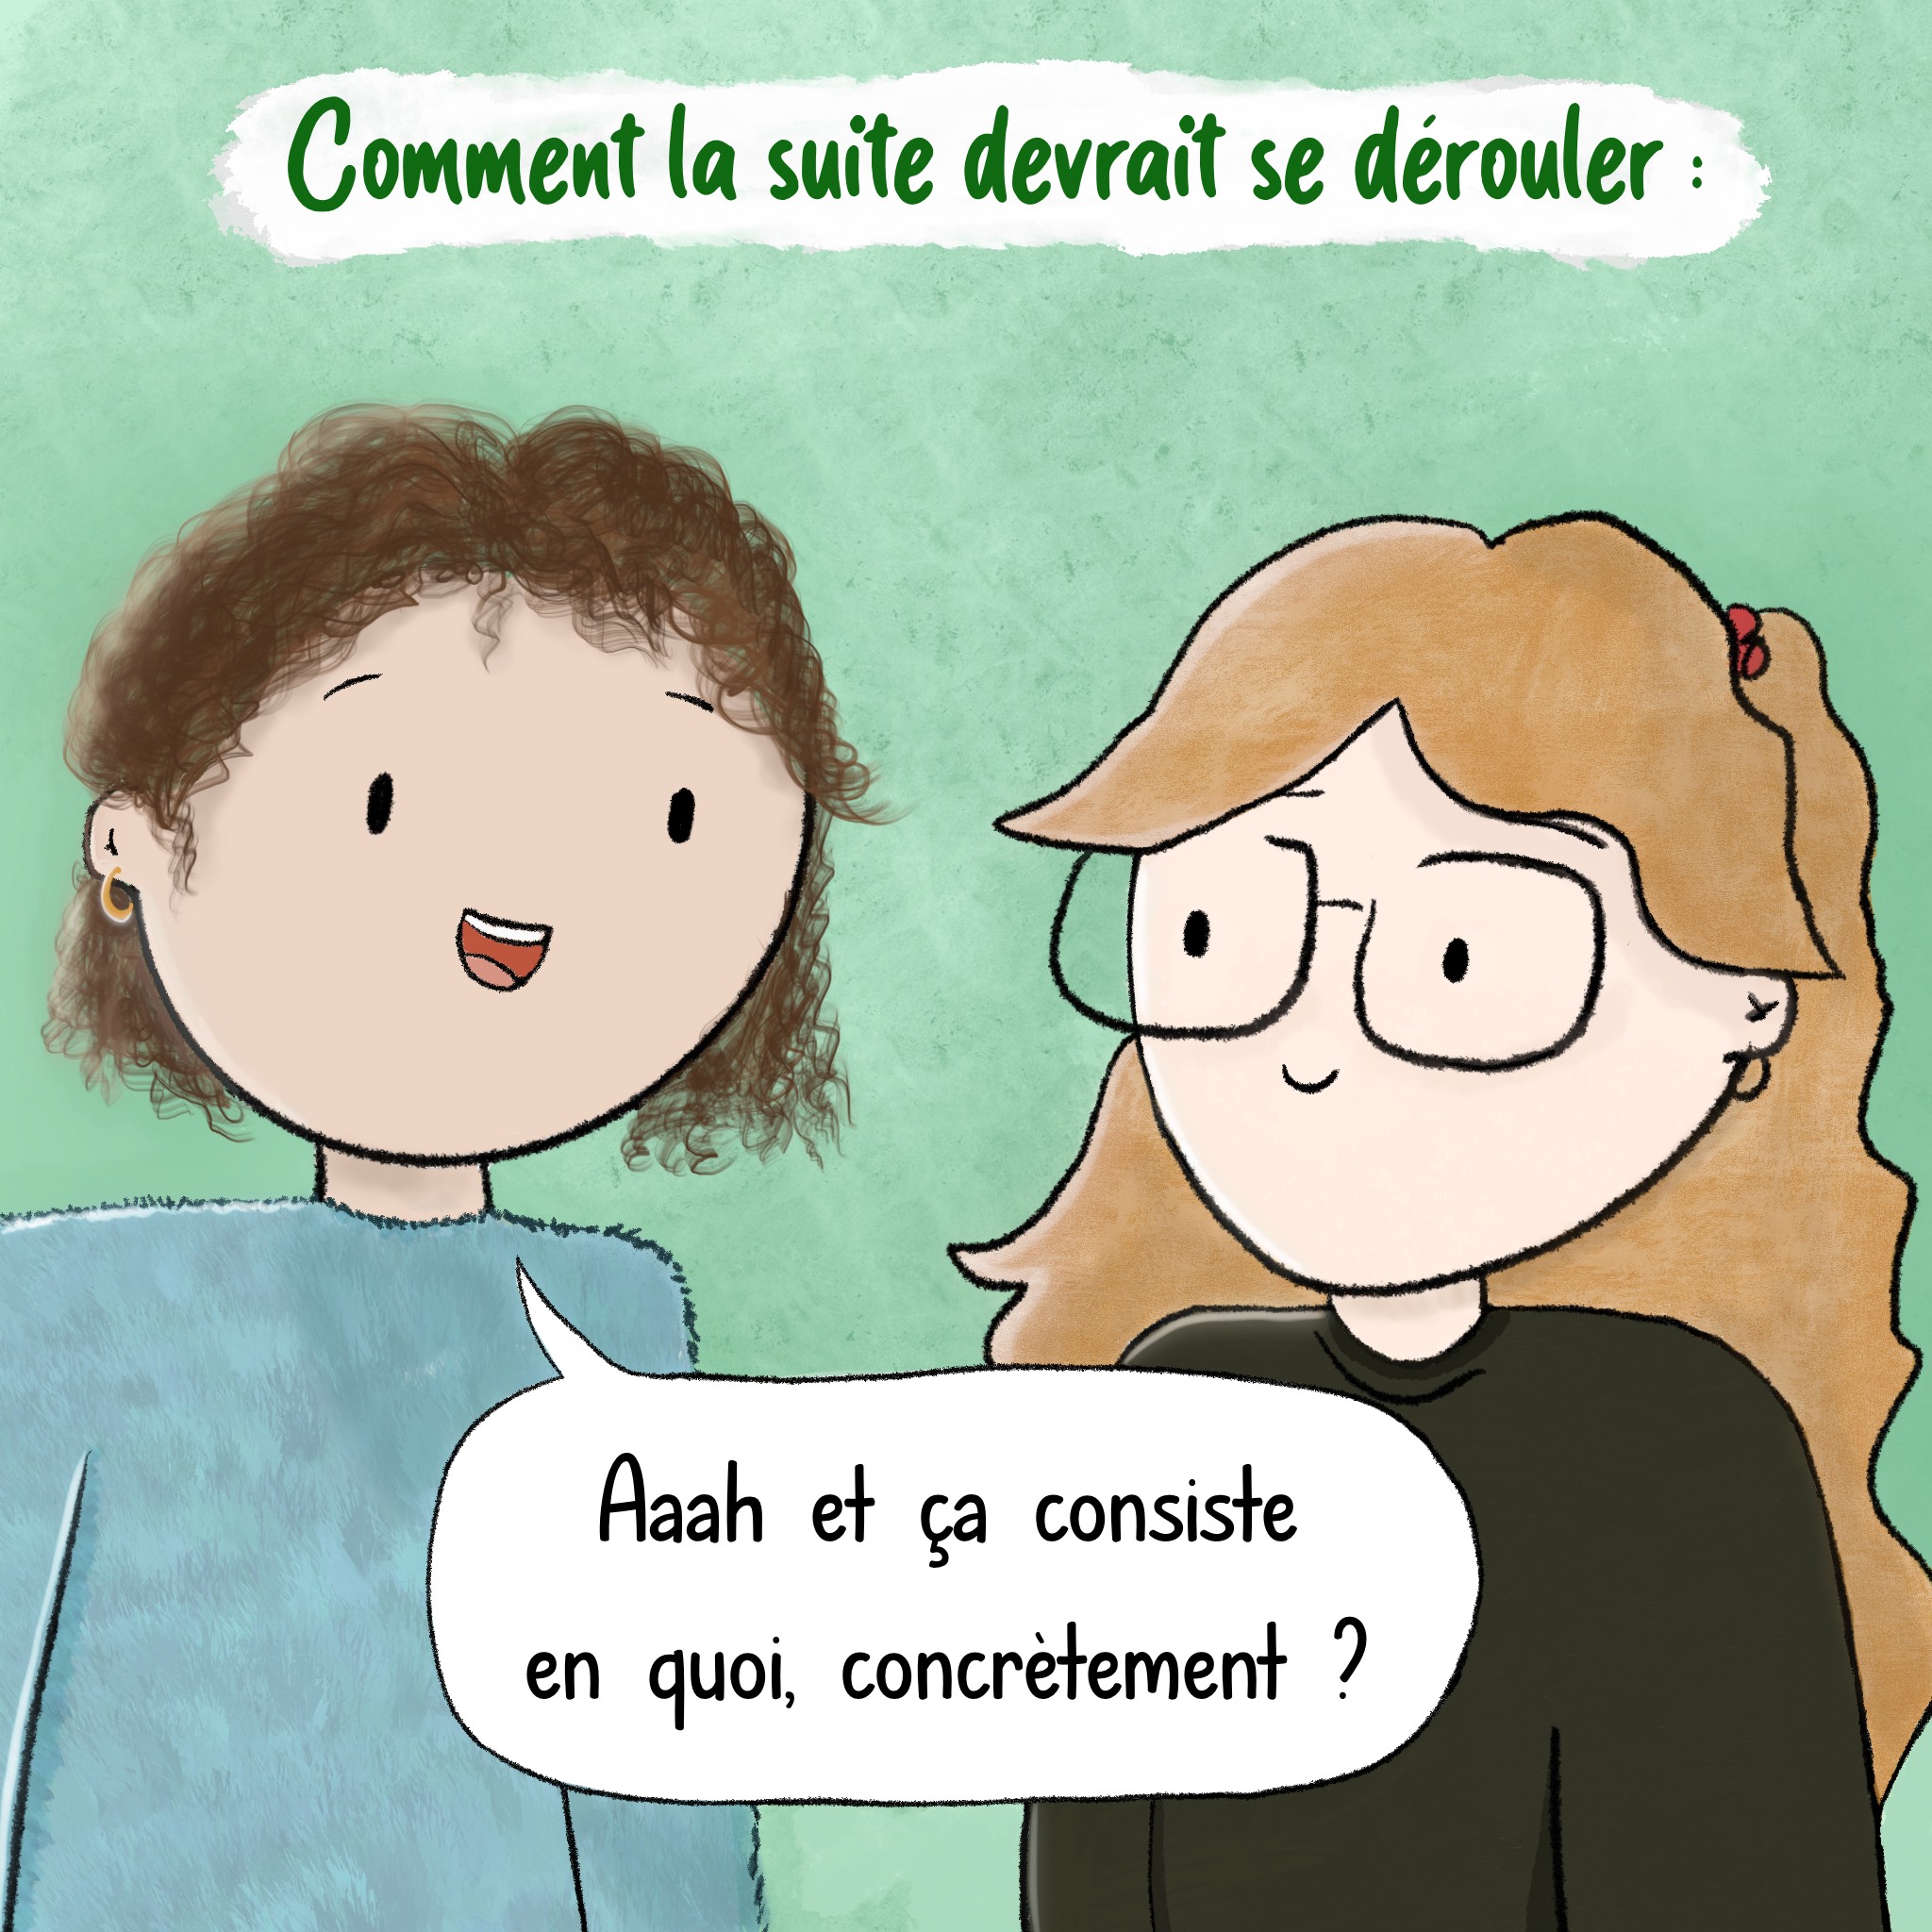 Comment la suite devrait se dérouler :
Aaah et ça consiste
en quoi, concrètement ?